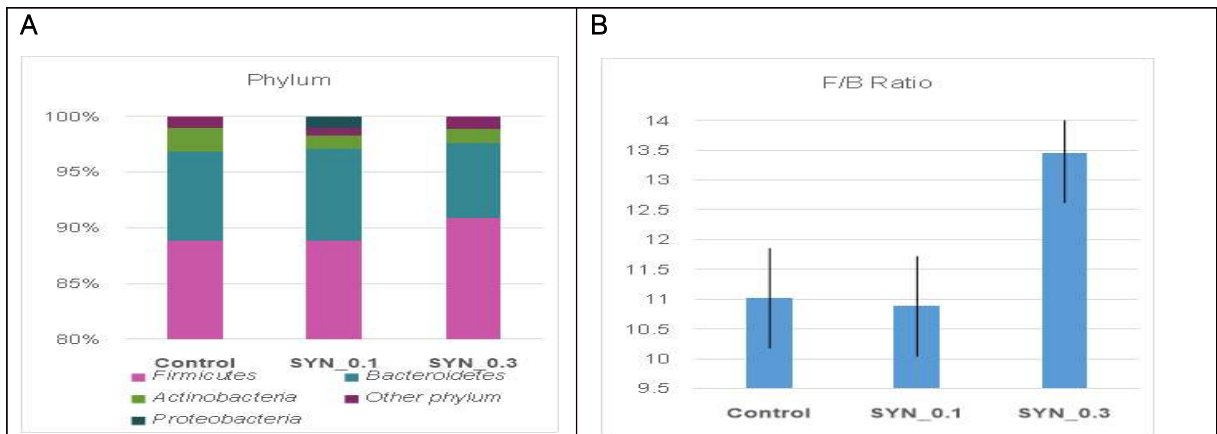 A
Phylum
100%
95%
90%
85%
80%
Control SYN_0.1 SYN_0.3
Firmicutes Bacteroidetes
Actinobacteria Other phylum
Proteobacteria
B
F/B Ratio
14
13.5
13
12.5
12
11.5
11
10.5
10
9.5
Control SYN_0.1 SYN_0.3